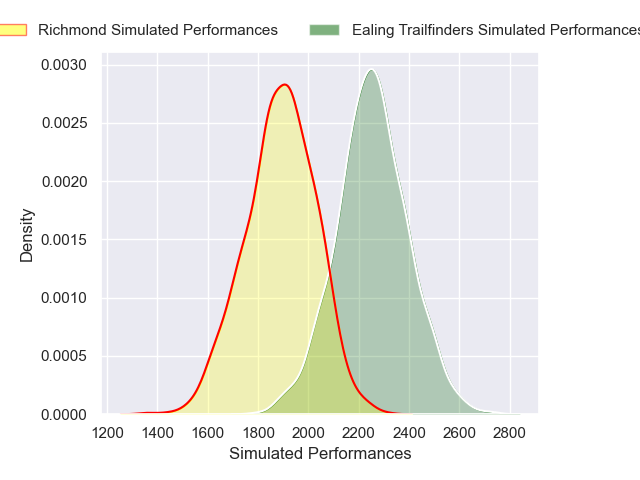 Richmond Simulated Performances Ealing Trailfinders Simulated Performances
0.0030
0.0025
0.0020
0.0015
0.0010
0.0005
0.0000
Density
1200 1400 1600 1800 2000 2200 2400 2600 2800
Simulated Performances